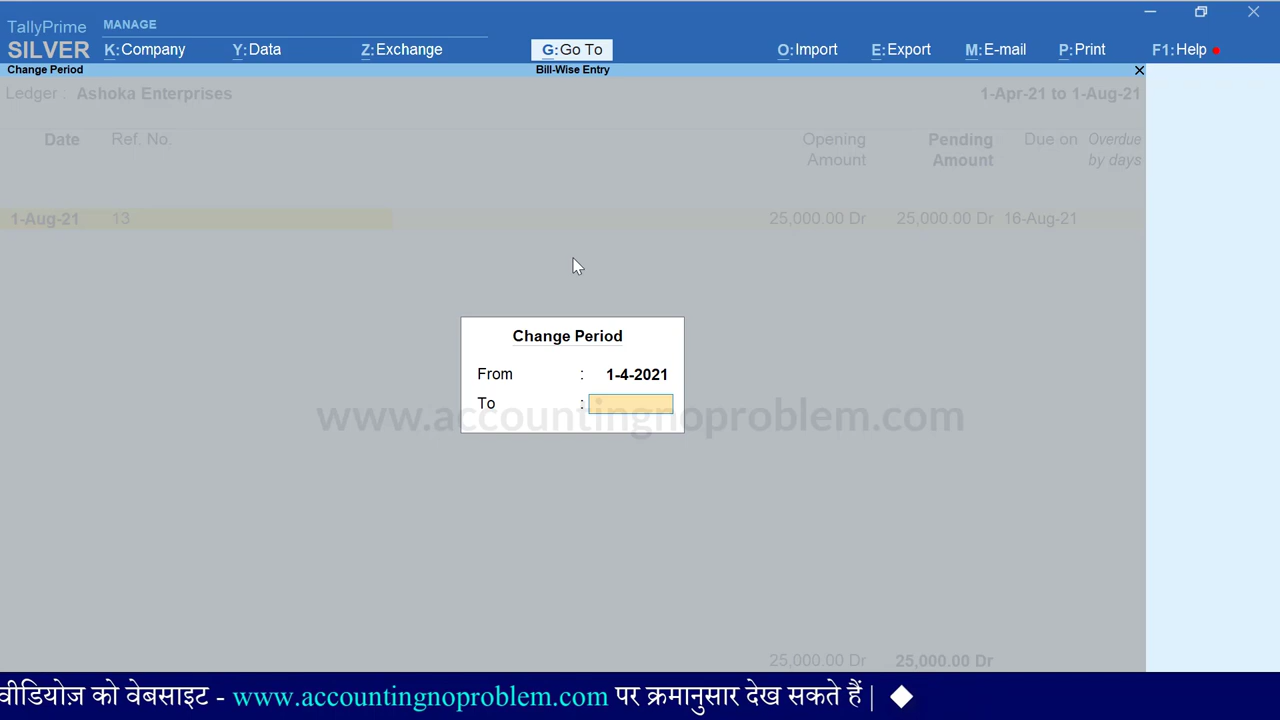 TallyPrime MANAGE
SILVER K:Company Y:Data Z:Exchange G:Go To O:Import E:Export M:E-mail P:Print F1:Help
Change Period Bill-Wise Entry
Ledger : Ashoka Enterprises 1-Apr-21 to 1-Aug-21
Date Ref. No. Opening Pending Due on Overdue
Amount Amount by days
1-Aug-21 13 25,000.00 Dr 25,000.00 Dr 16-Aug-21
Change Period
From : 1-4-2021
To :
www.accountingnoproblem.com
25,000.00 Dr 25,000.00 Dr
वीडियोज़ को वेबसाइट - www.accountingnoproblem.com पर क्रमानुसार देख सकते हैं |